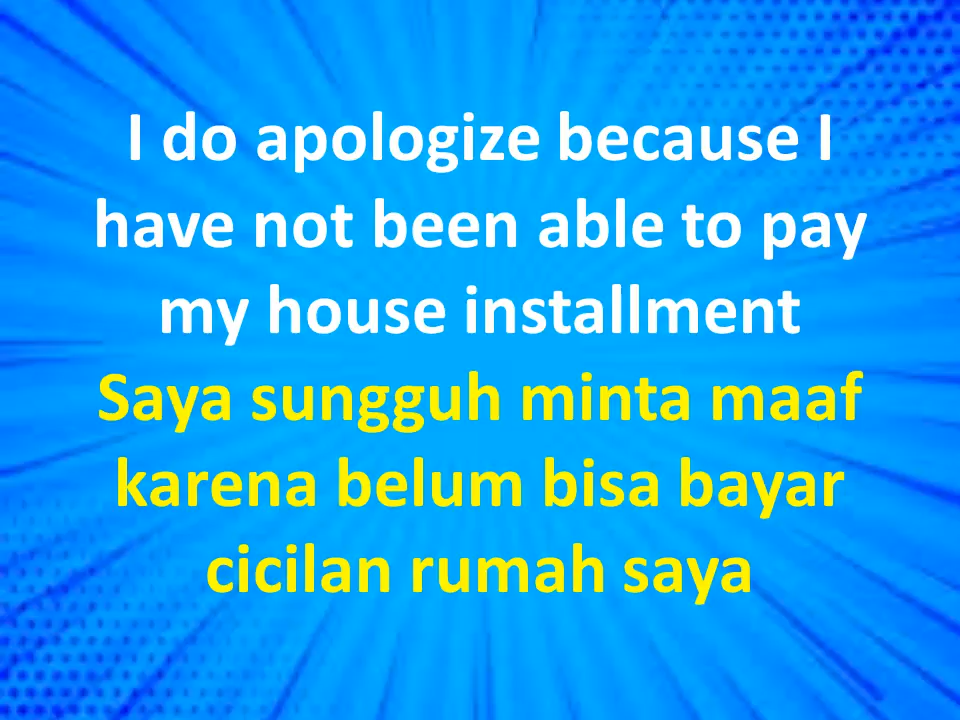 I do apologize because I
have not been able to pay
my house installment
Saya sungguh minta maaf
karena belum bisa bayar
cicilan rumah saya